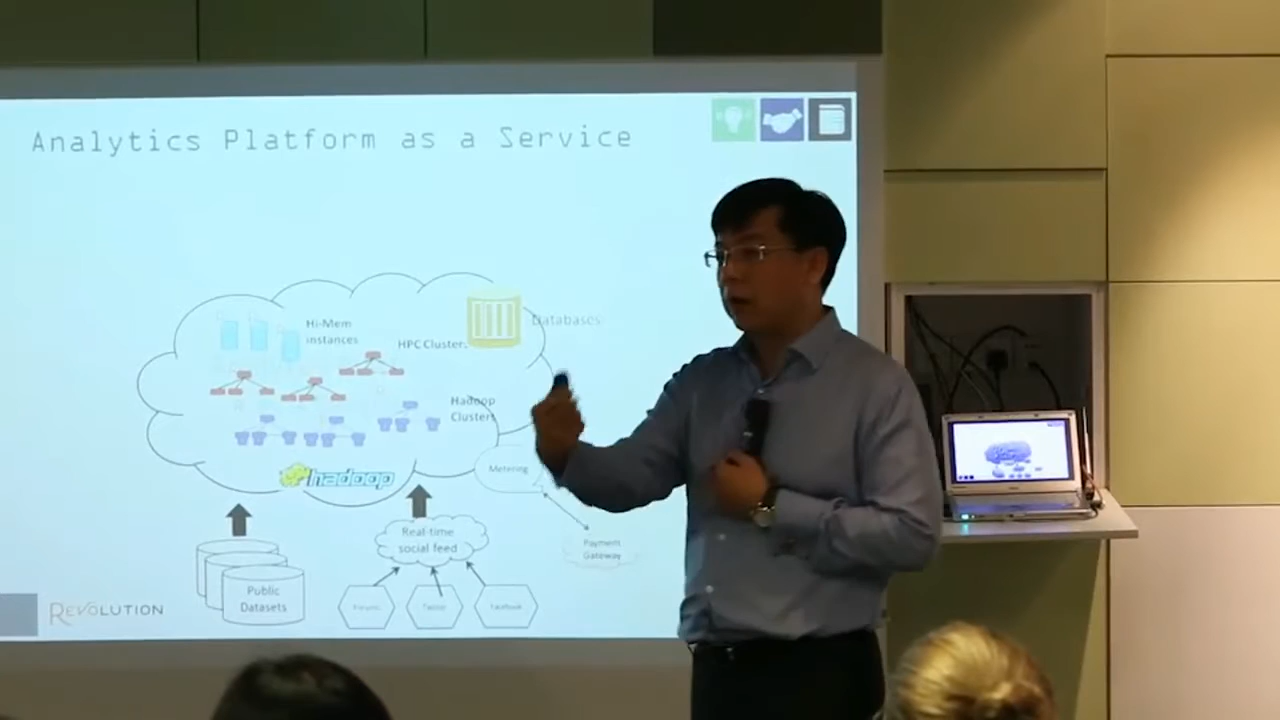 Analytics Platform as a Service
Hi-Mem
instances
HPC Clusters
Databases
Hadoop
Clusters
hadoop
Metering
Real-time
social feed
Payment
Gateway
Public
Datasets
Forums
Twitter
Facebook
REVOLUTION